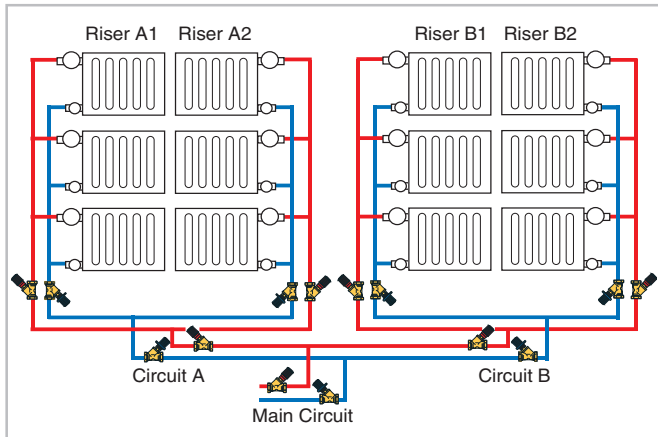 Riser A1 Riser A2 Riser B1 Riser B2
Circuit A Circuit B
Main Circuit